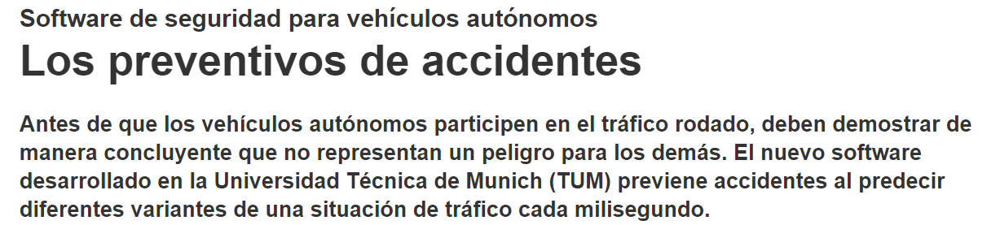 Software de seguridad para vehículos autónomos
Los preventivos de accidentes
Antes de que los vehículos autónomos participen en el tráfico rodado, deben demostrar de
manera concluyente que no representan un peligro para los demás. El nuevo software
desarrollado en la Universidad Técnica de Munich (TUM) previene accidentes al predecir
diferentes variantes de una situación de tráfico cada milisegundo.